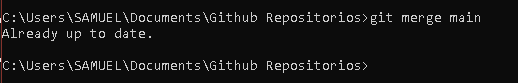 C:\Users\SAMUEL\Documents\Github Repositorios>git merge main
Already up to date.
C:\Users\SAMUEL\Documents\Github Repositorios>